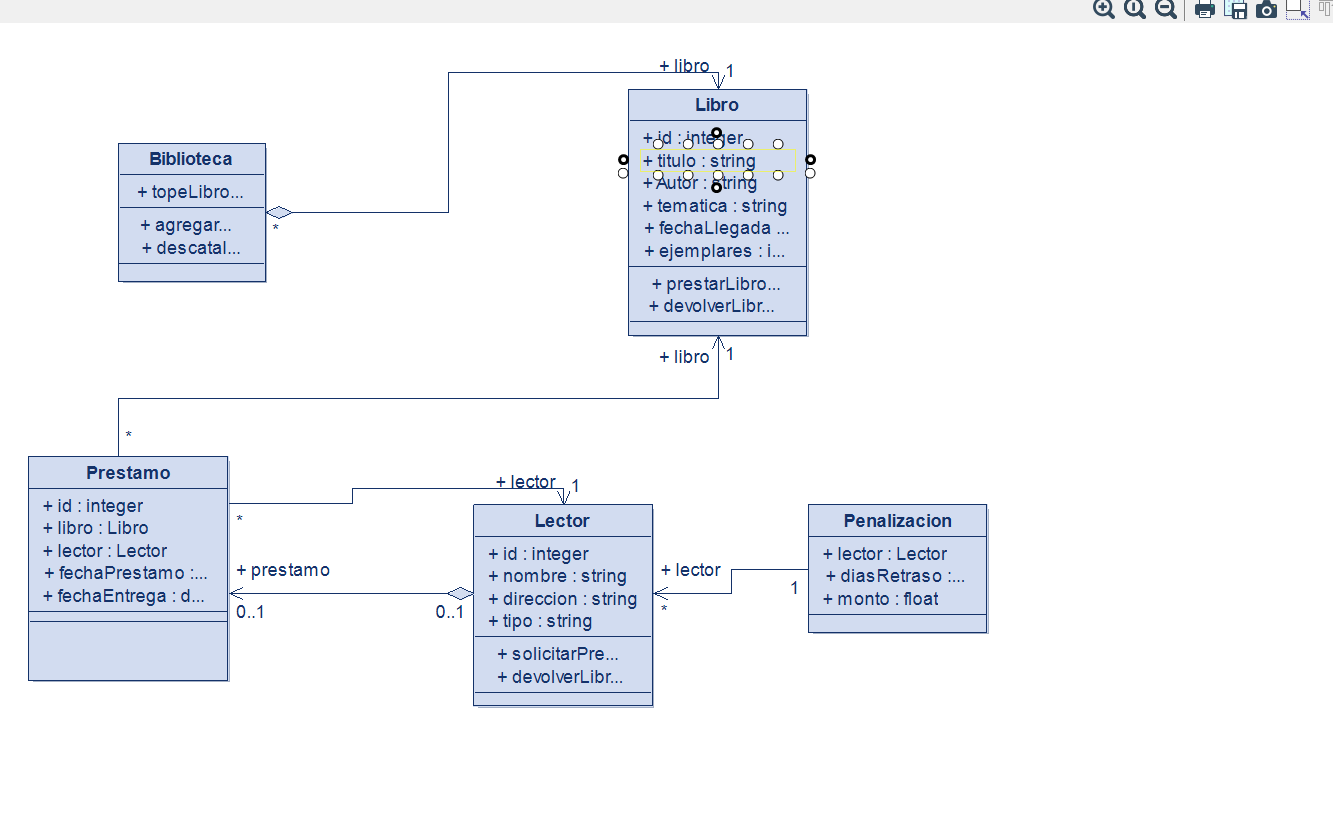 + libro
1
Libro
+ id : integer
+ titulo : string
+ Autor : string
+ tematica : string
+ fechaLlegada ...
+ ejemplares : i...
+ prestarLibro...
+ devolverLibr...
Biblioteca
+ topeLibro...
+ agregar...
+ descatal...
*
+ libro
1
*
Prestamo
+ id : integer
+ libro : Libro
+ lector : Lector
+ fechaPrestamo :...
+ fechaEntrega : d...
*
+ lector
1
+ prestamo
0..1
0..1
Lector
+ id : integer
+ nombre : string
+ direccion : string
+ tipo : string
+ solicitarPre...
+ devolverLibr...
+ lector
*
1
Penalizacion
+ lector : Lector
+ diasRetraso :...
+ monto : float